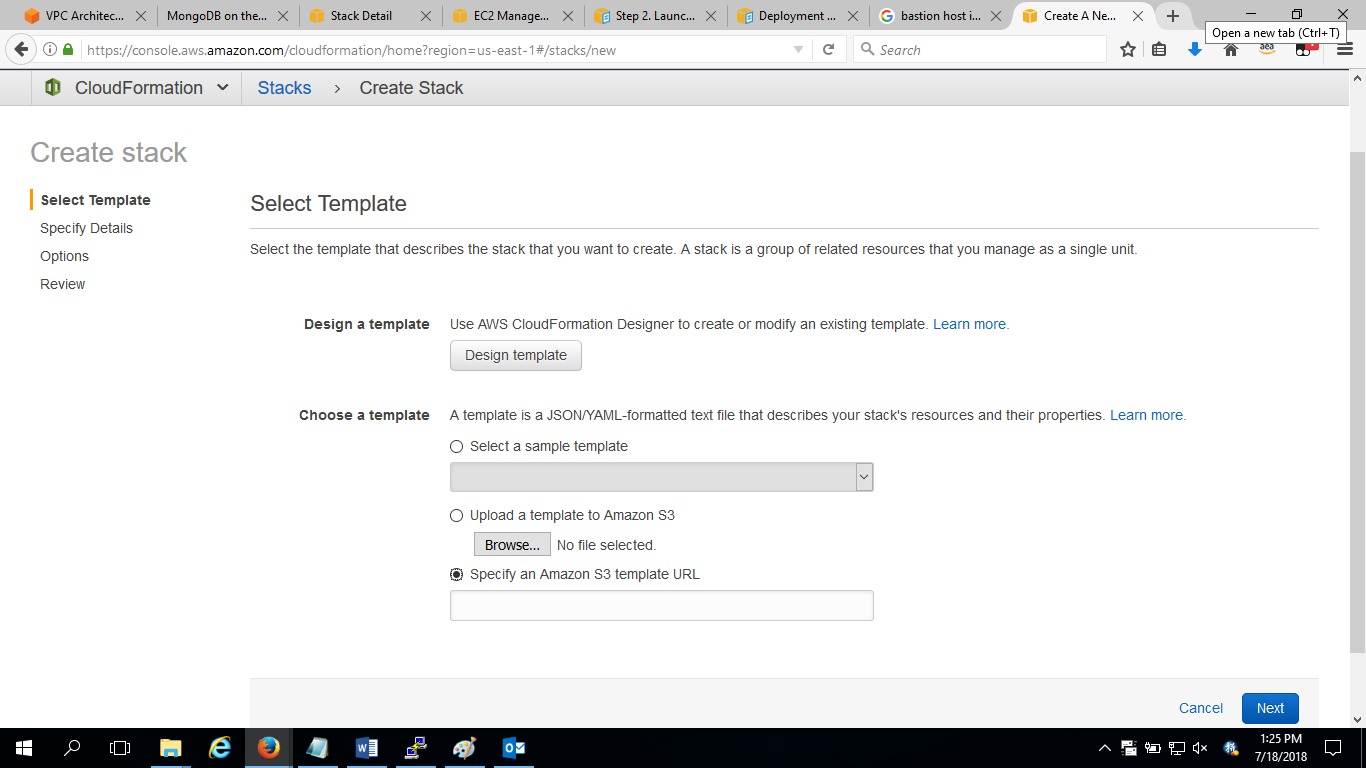 VPC Architec...
MongoDB on the...
Stack Detail
EC2 Manage...
Step 2. Launc...
Deployment ...
bastion host i...
Create A Ne...
Open a new tab (Ctrl+T)
https://console.aws.amazon.com/cloudformation/home?region=us-east-1#/stacks/new
Search
aea
CloudFormation
Stacks
Create Stack
Create stack
Select Template
Specify Details
Options
Review
Select Template
Select the template that describes the stack that you want to create. A stack is a group of related resources that you manage as a single unit.
Design a template
Use AWS CloudFormation Designer to create or modify an existing template. Learn more.
Design template
Choose a template
A template is a JSON/YAML-formatted text file that describes your stack's resources and their properties. Learn more.
Select a sample template
Upload a template to Amazon S3
Browse... No file selected.
Specify an Amazon S3 template URL
Cancel
Next
1:25 PM
7/18/2018